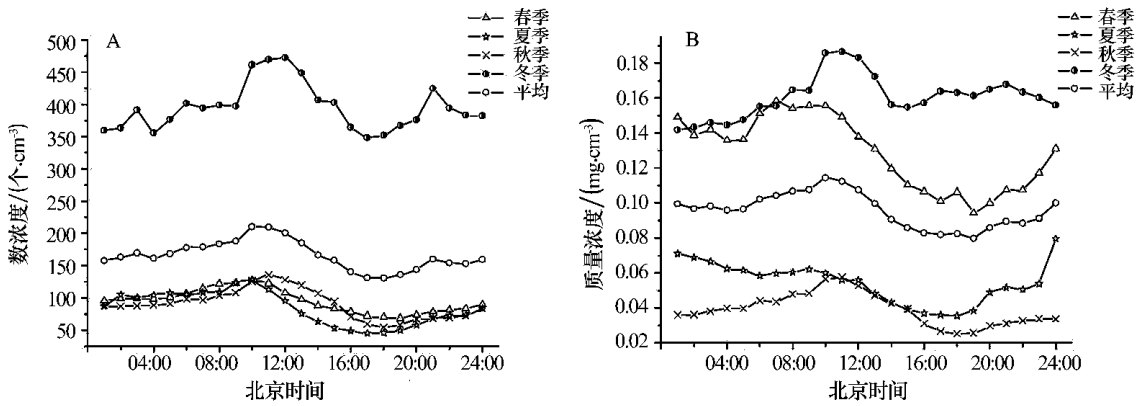 A
春季
夏季
秋季
冬季
平均
500
450
400
350
300
250
200
150
100
50
数浓度/(个·cm⁻³)
04:00 08:00 12:00 16:00 20:00 24:00
北京时间
B
春季
夏季
秋季
冬季
平均
0.18
0.16
0.14
0.12
0.10
0.08
0.06
0.04
0.02
质量浓度/(mg·cm⁻³)
04:00 08:00 12:00 16:00 20:00 24:00
北京时间